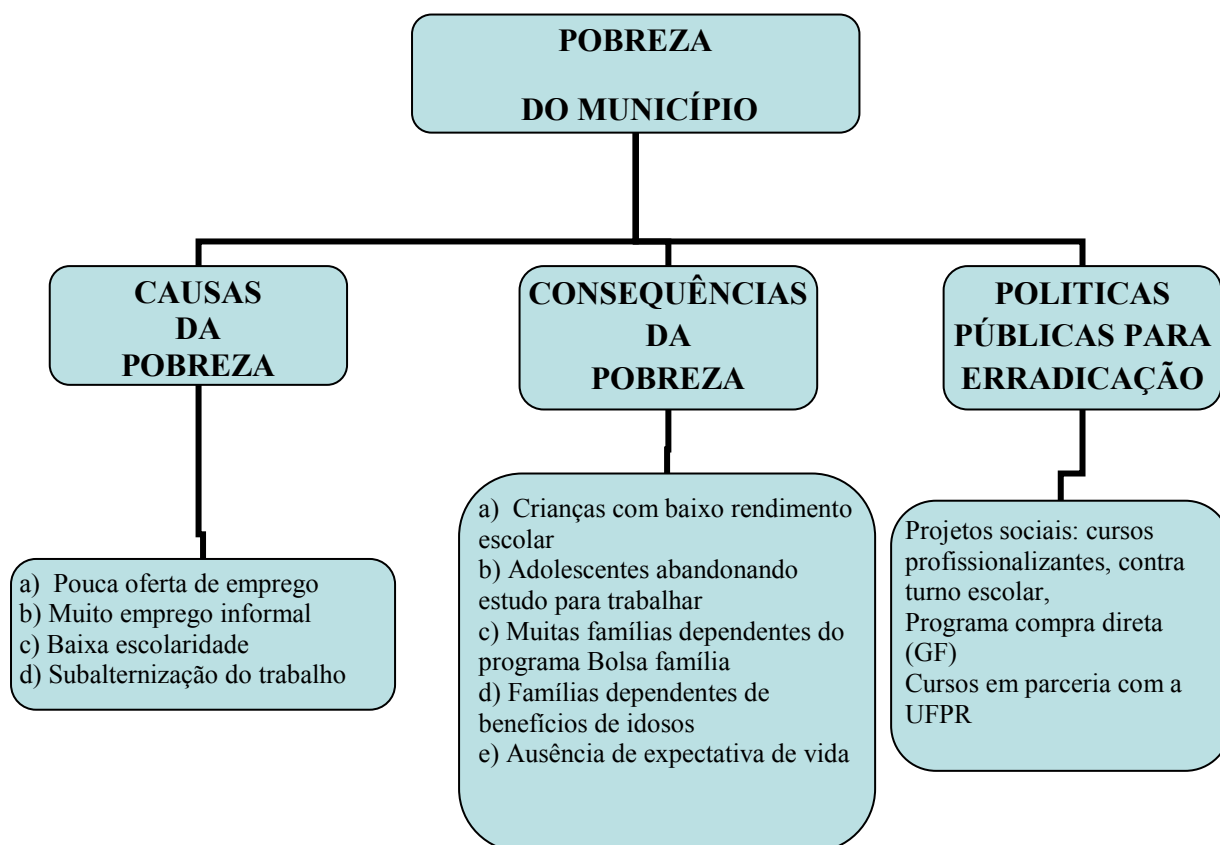 POBREZA
DO MUNICÍPIO
CAUSAS
DA
POBREZA
CONSEQUÊNCIAS
DA
POBREZA
POLITICAS
PÚBLICAS PARA
ERRADICAÇÃO
a) Pouca oferta de emprego
b) Muito emprego informal
c) Baixa escolaridade
d) Subalternização do trabalho
a) Crianças com baixo rendimento
escolar
b) Adolescentes abandonando
estudo para trabalhar
c) Muitas famílias dependentes do
programa Bolsa família
d) Famílias dependentes de
benefícios de idosos
e) Ausência de expectativa de vida
Projetos sociais: cursos
profissionalizantes, contra
turno escolar,
Programa compra direta
(GF)
Cursos em parceria com a
UFPR